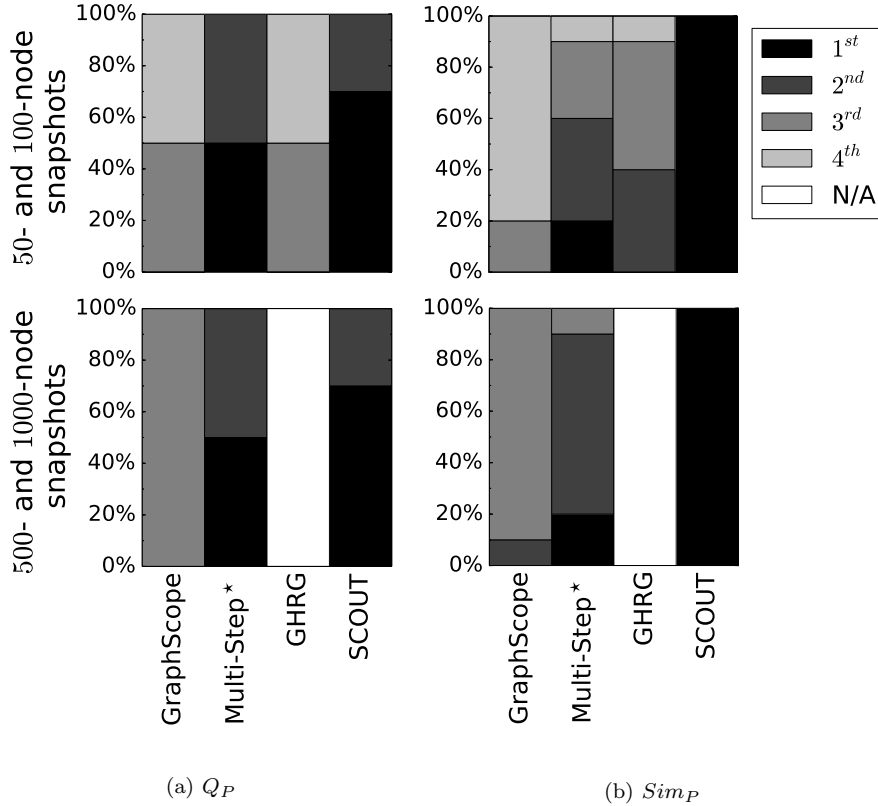 50- and 100-node
snapshots
100%
80%
60%
40%
20%
0%
100%
80%
60%
40%
20%
0%
1st
2nd
3rd
4th
N/A
500- and 1000-node
snapshots
100%
80%
60%
40%
20%
0%
GraphScope
Multi-Step★
GHRG
SCOUT
100%
80%
60%
40%
20%
0%
GraphScope
Multi-Step★
GHRG
SCOUT
(a) Q_P
(b) Sim_P